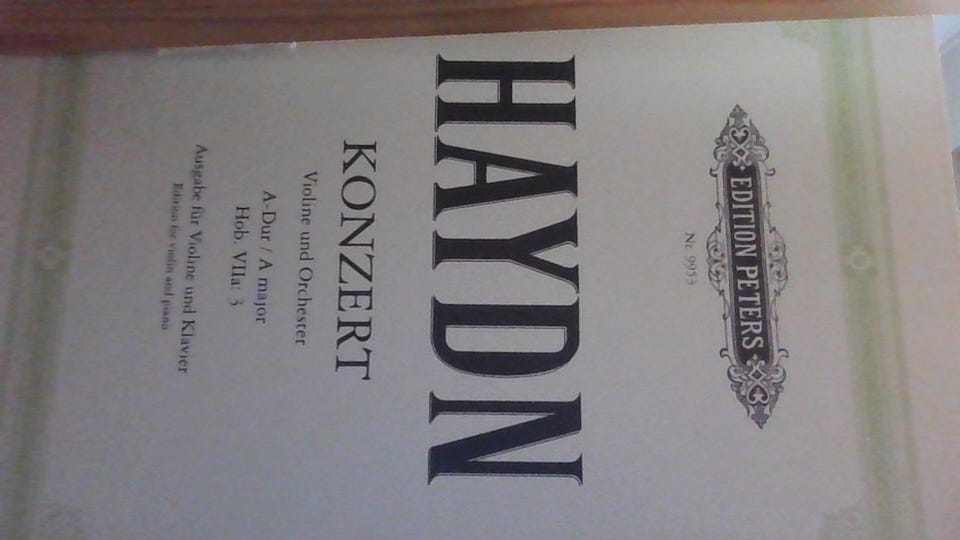 EDITION PETERS
Nr. 9953
HAYDN
KONZERT
Violine und Orchester
A-Dur / A major
Hob. VIIa: 3
Ausgabe für Violine und Klavier
Edition for violin and piano